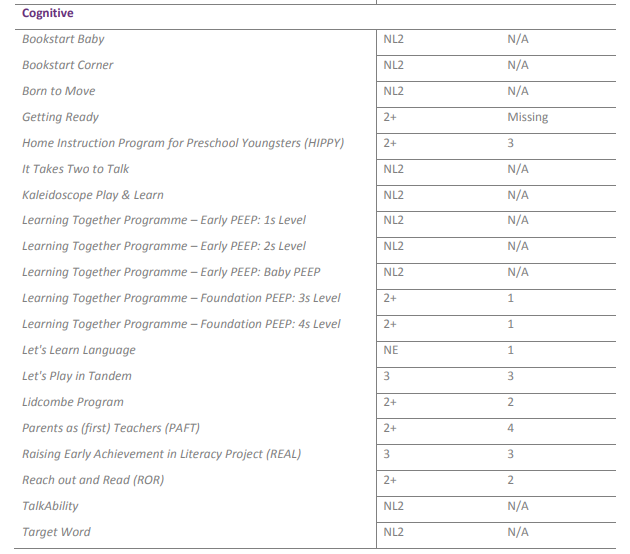 Cognitive
Bookstart Baby NL2 N/A
Bookstart Corner NL2 N/A
Born to Move NL2 N/A
Getting Ready 2+ Missing
Home Instruction Program for Preschool Youngsters (HIPPY) 2+ 3
It Takes Two to Talk NL2 N/A
Kaleidoscope Play & Learn NL2 N/A
Learning Together Programme – Early PEEP: 1s Level NL2 N/A
Learning Together Programme – Early PEEP: 2s Level NL2 N/A
Learning Together Programme – Early PEEP: Baby PEEP NL2 N/A
Learning Together Programme – Foundation PEEP: 3s Level 2+ 1
Learning Together Programme – Foundation PEEP: 4s Level 2+ 1
Let's Learn Language NE 1
Let's Play in Tandem 3 3
Lidcombe Program 2+ 2
Parents as (first) Teachers (PAFT) 2+ 4
Raising Early Achievement in Literacy Project (REAL) 3 3
Reach out and Read (ROR) 2+ 2
TalkAbility NL2 N/A
Target Word NL2 N/A